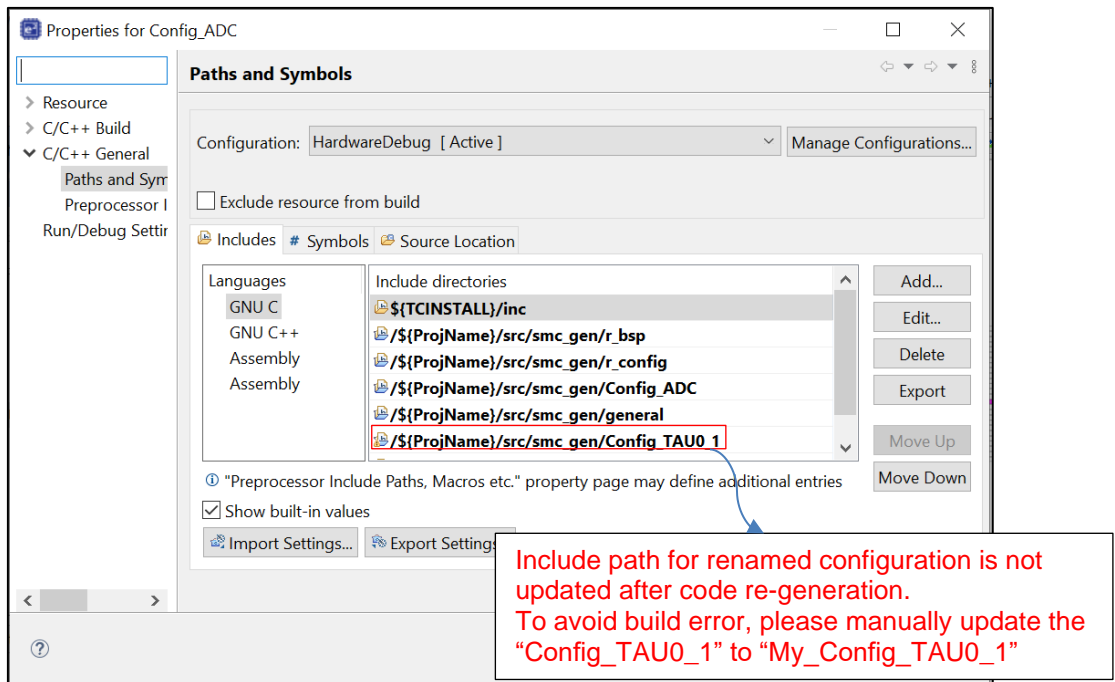 Properties for Config_ADC
Paths and Symbols
Resource
C/C++ Build
C/C++ General
Paths and Sym
Preprocessor I
Run/Debug Settir
Configuration: HardwareDebug [ Active ]
Manage Configurations...
Exclude resource from build
Includes # Symbols Source Location
Languages
GNU C
GNU C++
Assembly
Assembly
Include directories
${TCINSTALL}/inc
/${ProjName}/src/smc_gen/r_bsp
/${ProjName}/src/smc_gen/r_config
/${ProjName}/src/smc_gen/Config_ADC
/${ProjName}/src/smc_gen/general
/${ProjName}/src/smc_gen/Config_TAU0_1
Add...
Edit...
Delete
Export
Move Up
Move Down
"Preprocessor Include Paths, Macros etc." property page may define additional entries
Show built-in values
Import Settings... Export Settings
Include path for renamed configuration is not
updated after code re-generation.
To avoid build error, please manually update the
“Config_TAU0_1” to “My_Config_TAU0_1”